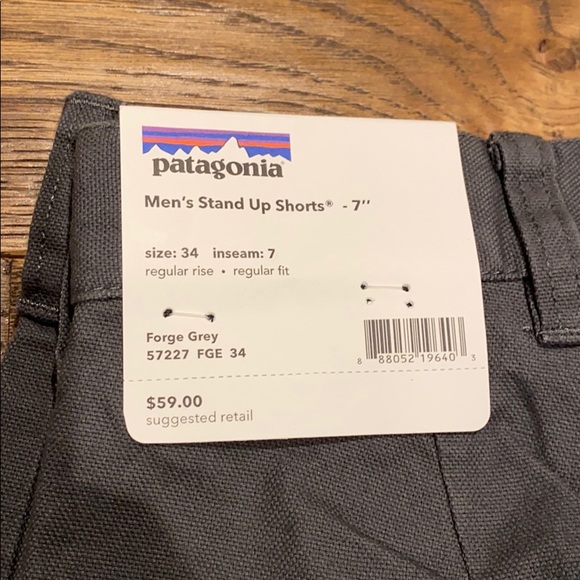 patagonia
Men's Stand Up Shorts® - 7"
size: 34 inseam: 7
regular rise • regular fit
Forge Grey
57227 FGE 34
8 88052 19640 3
$59.00
suggested retail